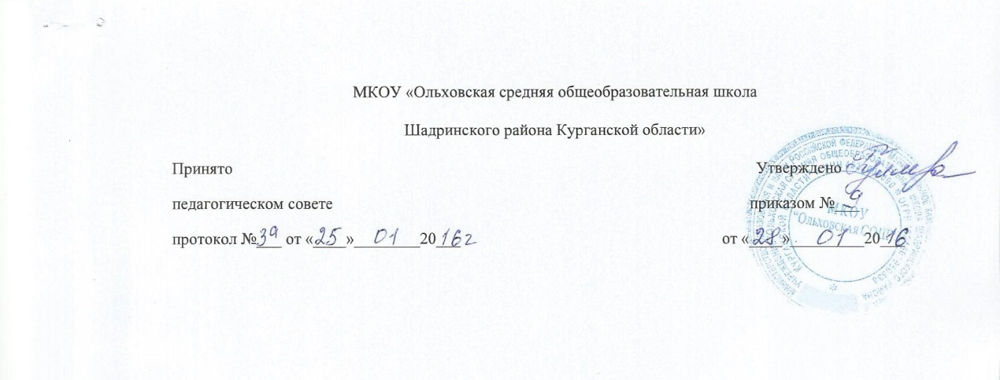 МКОУ «Ольховская средняя общеобразовательная школа
Шадринского района Курганской области»
Принято
Утверждено
педагогическом совете
приказом № 9
протокол №39 от «25» 01 2016г
от «28» 01 2016
МКОУ
"Ольховская СОШ"